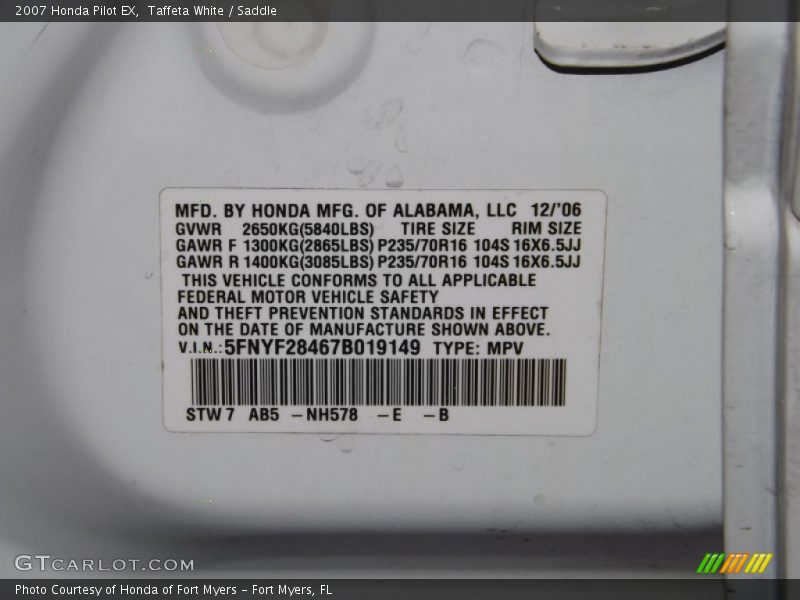 2007 Honda Pilot EX,  Taffeta White / Saddle
MFD. BY HONDA MFG. OF ALABAMA, LLC 12/'06
GVWR 2650KG(5840LBS) TIRE SIZE RIM SIZE
GAWR F 1300KG(2865LBS) P235/70R16 104S 16X6.5JJ
GAWR R 1400KG(3085LBS) P235/70R16 104S 16X6.5JJ
THIS VEHICLE CONFORMS TO ALL APPLICABLE
FEDERAL MOTOR VEHICLE SAFETY
AND THEFT PREVENTION STANDARDS IN EFFECT
ON THE DATE OF MANUFACTURE SHOWN ABOVE.
V.I.N.:5FNYF28467B019149 TYPE: MPV
STW7 AB5 -NH578 -E -B
GTCARLOT.COM
Photo Courtesy of Honda of Fort Myers - Fort Myers, FL